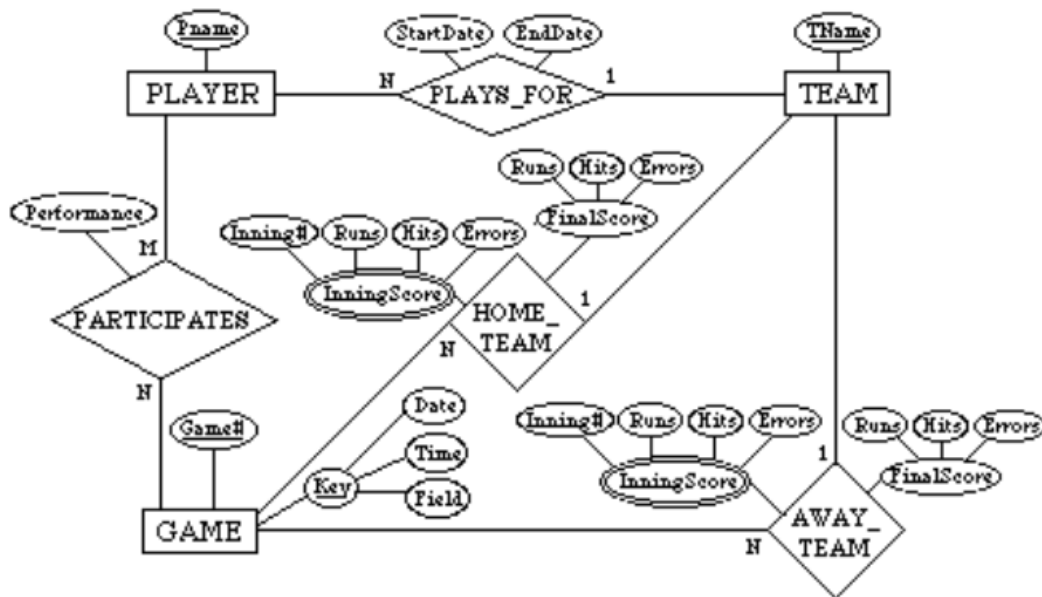 Pname
StartDate
EndDate
TName
PLAYER
N
PLAYS_FOR
1
TEAM
Runs
Hits
Errors
Performance
FinalScore
Inning#
Runs
Hits
Errors
M
InningScore
1
PARTICIPATES
HOME_
TEAM
N
N
Date
Game#
Inning#
Runs
Hits
Errors
Runs
Hits
Errors
Time
1
Key
InningScore
FinalScore
Field
GAME
AWAY_
TEAM
N